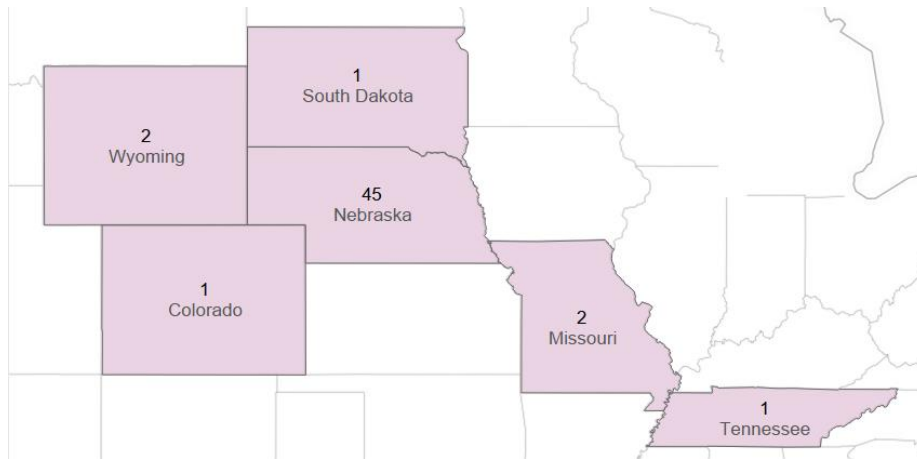 1
South Dakota
2
Wyoming
45
Nebraska
1
Colorado
2
Missouri
1
Tennessee